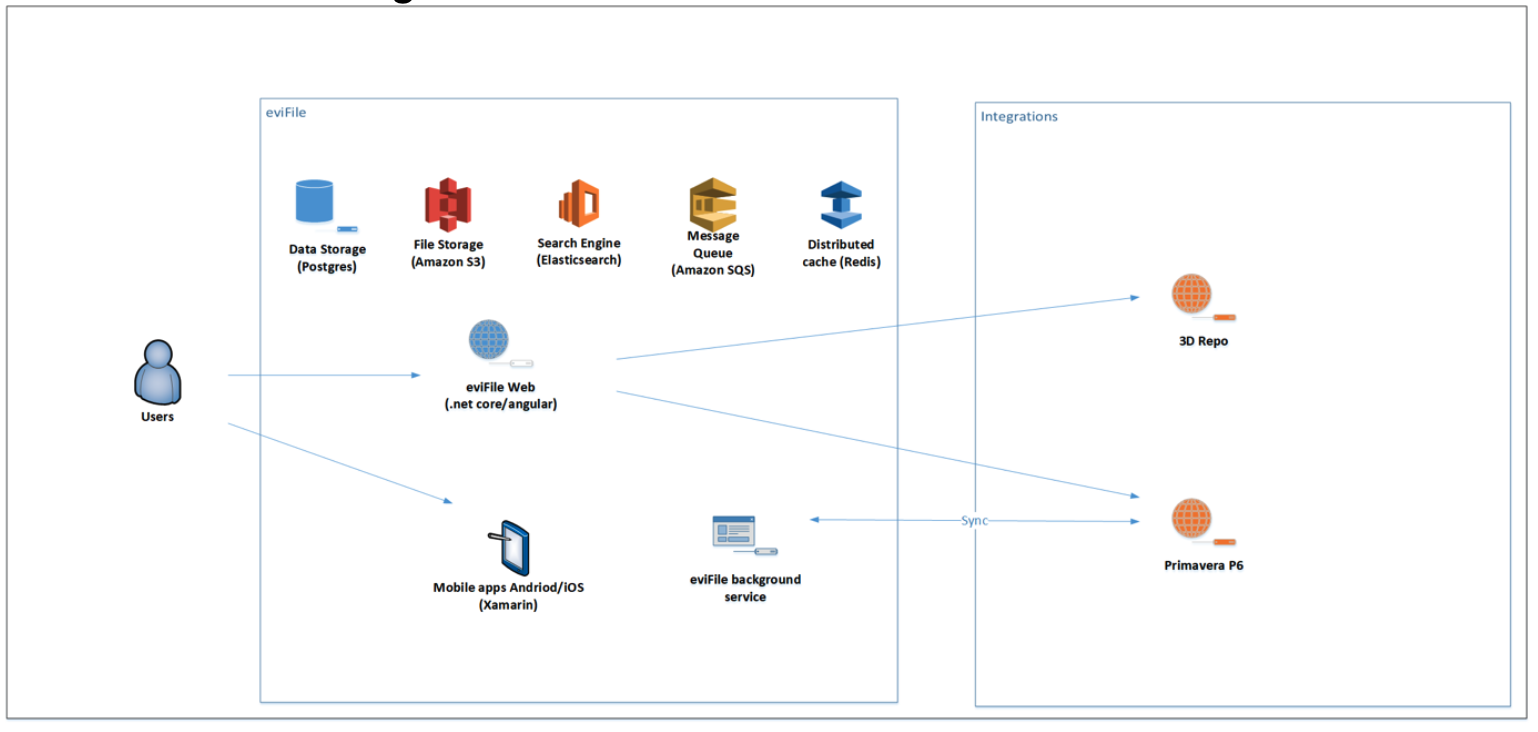 eviFile
Integrations
Data Storage
(Postgres)
File Storage
(Amazon S3)
Search Engine
(Elasticsearch)
Message
Queue
(Amazon SQS)
Distributed
cache (Redis)
3D Repo
Users
eviFile Web
(.net core/angular)
Sync
Primavera P6
Mobile apps Andriod/iOS
(Xamarin)
eviFile background
service